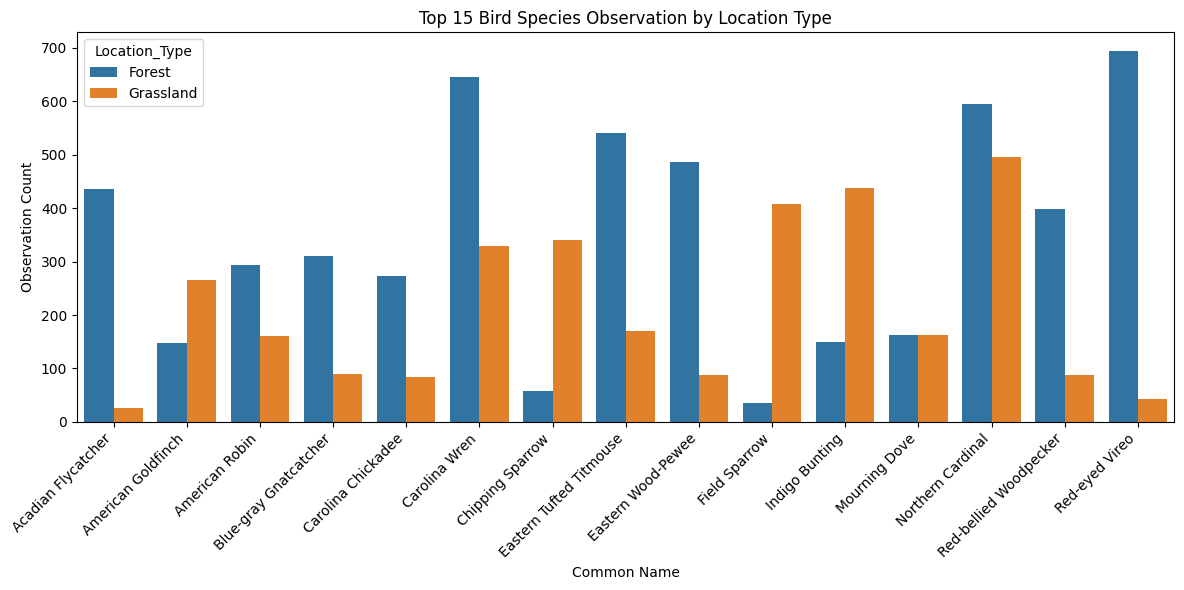 Top 15 Bird Species Observation by Location Type
Location_Type
Forest
Grassland
Observation Count
700
600
500
400
300
200
100
0
Acadian Flycatcher
American Goldfinch
American Robin
Blue-gray Gnatcatcher
Carolina Chickadee
Carolina Wren
Chipping Sparrow
Eastern Tufted Titmouse
Eastern Wood-Pewee
Field Sparrow
Indigo Bunting
Mourning Dove
Northern Cardinal
Red-bellied Woodpecker
Red-eyed Vireo
Common Name